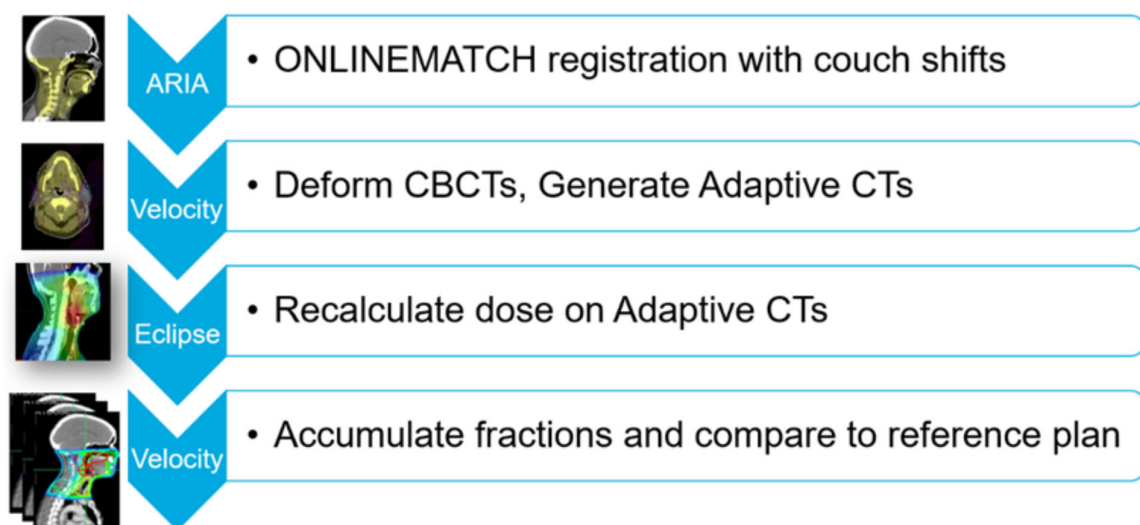 ARIA
• ONLINEMATCH registration with couch shifts
Velocity
• Deform CBCTs, Generate Adaptive CTs
Eclipse
• Recalculate dose on Adaptive CTs
Velocity
• Accumulate fractions and compare to reference plan